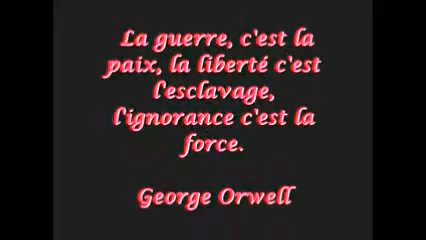 La guerre, c'est la
paix, la liberté c'est
l'esclavage,
l'ignorance c'est la
force.
George Orwell